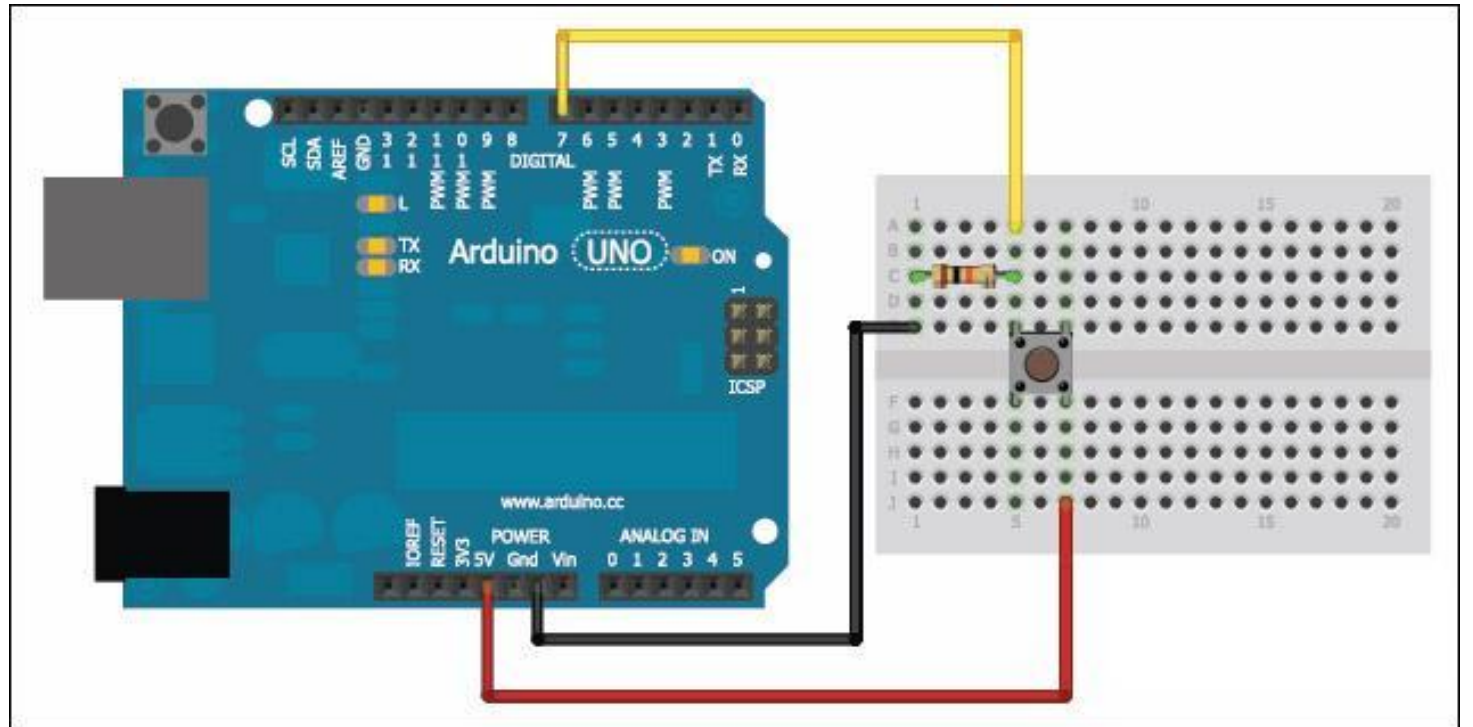 SCL
SDA
AREF
GND
13
12
PWM 11
PWM 10
PWM 9
8
7
PWM 6
PWM 5
4
PWM 3
2
TX 1
RX 0
DIGITAL
L
TX
RX
Arduino UNO
ON
1
ICSP
www.arduino.cc
POWER
ANALOG IN
IOREF
RESET
3V3
5V Gnd Vin
0 1 2 3 4 5
1 10 15 20
A
B
C
D
F
G
H
I
J
1 5 10 15 20